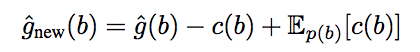 ĝ_new(b) = ĝ(b) − c(b) + 𝔼_{p(b)}[c(b)]